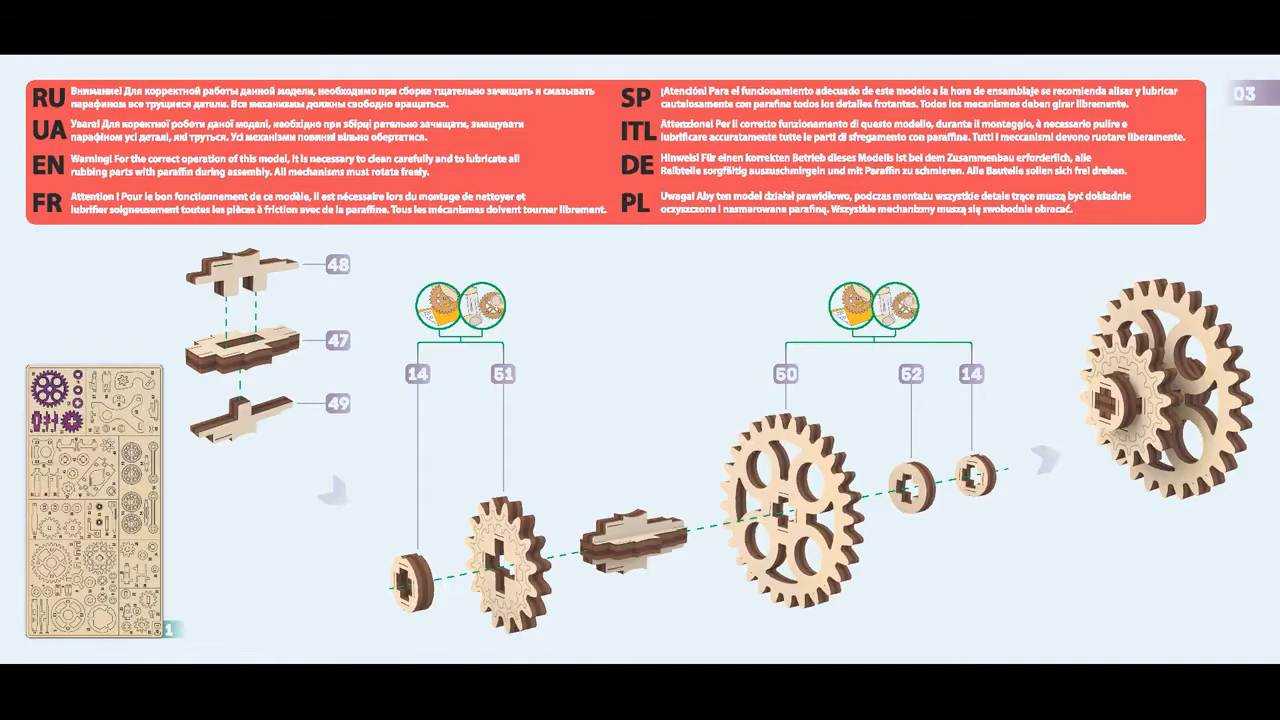 RU Внимание! Для корректной работы данной модели, необходимо при сборке тщательно зачищать и смазывать
парафином все трущиеся детали. Все механизмы должны свободно вращаться.
UA Увага! Для коректної роботи даної моделі, необхідно при збірці ретельно зачищати, змащувати
парафіном усі деталі, які труться. Усі механізми повинні вільно обертатися.
EN Warning! For the correct operation of this model, it is necessary to clean carefully and to lubricate all
rubbing parts with paraffin during assembly. All mechanisms must rotate freely.
FR Attention ! Pour le bon fonctionnement de ce modèle, il est nécessaire lors du montage de nettoyer et
lubrifier soigneusement toutes les pièces à friction avec de la paraffine. Tous les mécanismes doivent tourner librement.
SP ¡Atención! Para el funcionamiento adecuado de este modelo a la hora de ensamblaje se recomienda alisar y lubricar
cautelosamente con parafina todos los detalles frotantes. Todos los mecanismos deben girar libremente.
ITL Attenzione! Per il corretto funzionamento di questo modello, durante il montaggio, è necessario pulire e
lubrificare accuratamente tutte le parti di sfregamento con paraffina. Tutti i meccanismi devono ruotare liberamente.
DE Hinweis! Für einen korrekten Betrieb dieses Modells ist bei dem Zusammenbau erforderlich, alle
Reibteile sorgfältig auszuschmirgeln und mit Paraffin zu schmieren. Alle Bauteile sollen sich frei drehen.
PL Uwaga! Aby ten model działał prawidłowo, podczas montażu wszystkie detale trące muszą być dokładnie
oczyszczone i nasmarowane parafiną. Wszystkie mechanizmy muszą się swobodnie obracać.
03
48
47
49
14
51
50
52
14
1